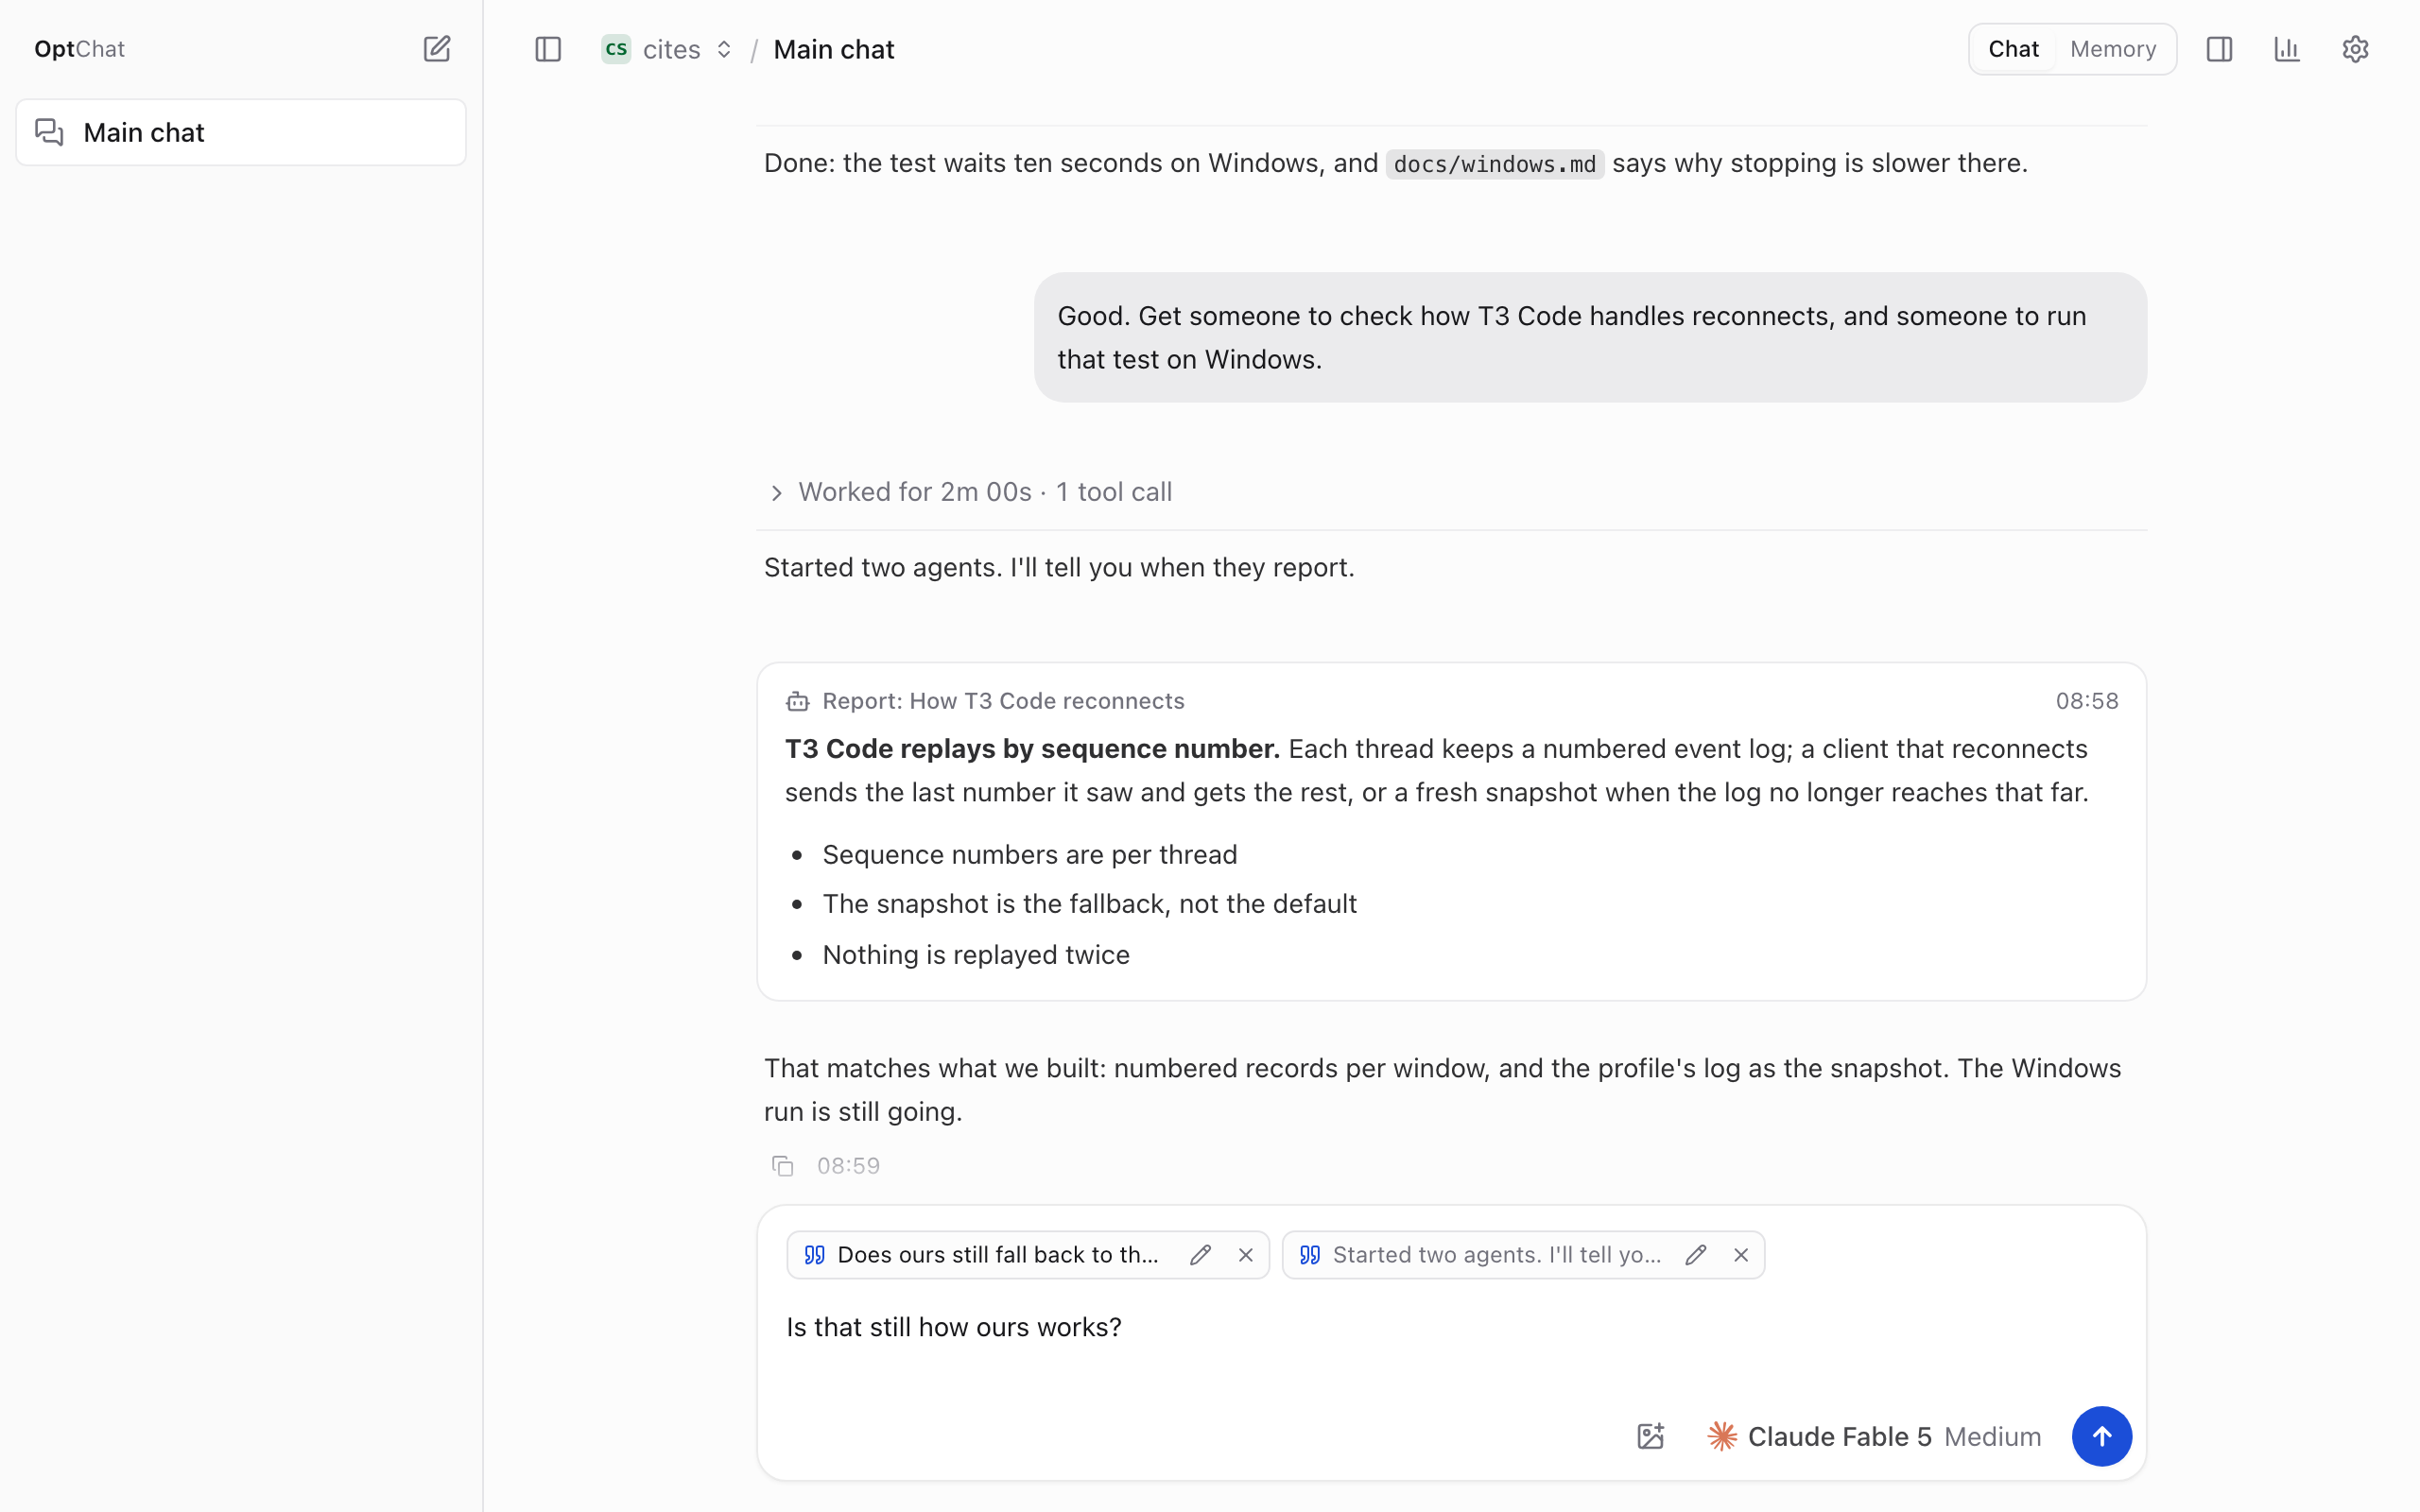 OptChat
CS cites / Main chat
Chat Memory
Main chat
Done: the test waits ten seconds on Windows, and docs/windows.md says why stopping is slower there.
Good. Get someone to check how T3 Code handles reconnects, and someone to run
that test on Windows.
Worked for 2m 00s · 1 tool call
Started two agents. I'll tell you when they report.
Report: How T3 Code reconnects 08:58
T3 Code replays by sequence number. Each thread keeps a numbered event log; a client that reconnects
sends the last number it saw and gets the rest, or a fresh snapshot when the log no longer reaches that far.
• Sequence numbers are per thread
• The snapshot is the fallback, not the default
• Nothing is replayed twice
That matches what we built: numbered records per window, and the profile's log as the snapshot. The Windows
run is still going.
08:59
Does ours still fall back to th... Started two agents. I'll tell yo...
Is that still how ours works?
Claude Fable 5 Medium